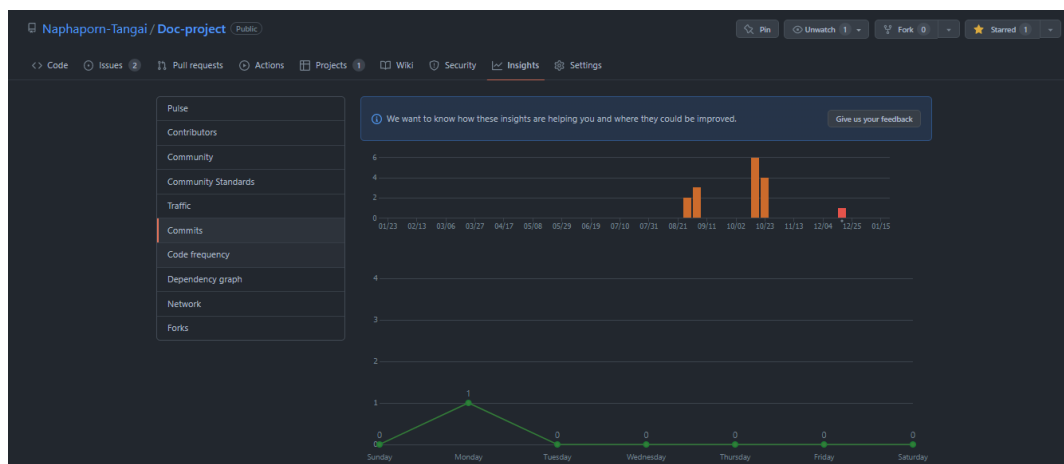 Naphaporn-Tangai / Doc-project Public
Pin
Unwatch 1
Fork 0
Starred 1
<> Code
Issues 2
Pull requests
Actions
Projects 1
Wiki
Security
Insights
Settings
Pulse
Contributors
Community
Community Standards
Traffic
Commits
Code frequency
Dependency graph
Network
Forks
We want to know how these insights are helping you and where they could be improved.
Give us your feedback
6
4
2
0
01/23 02/13 03/06 03/27 04/17 05/08 05/29 06/19 07/10 07/31 08/21 09/11 10/02 10/23 11/13 12/04 12/25 01/15
4
3
2
1
0
0 1 0 0 0 0 0
Sunday Monday Tuesday Wednesday Thursday Friday Saturday